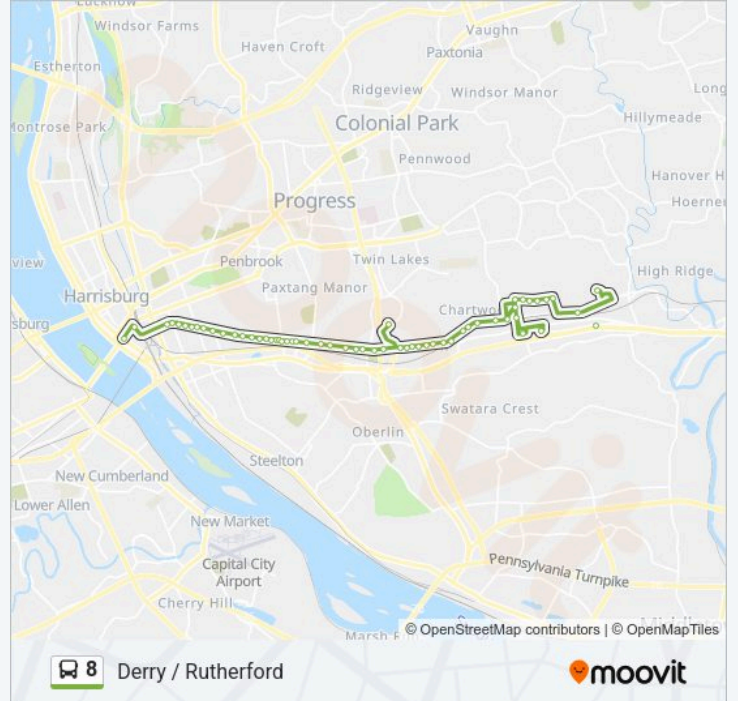 Windsor Farms
Vaughn
Haven Croft
Paxtonia
Estherton
Ridgeview
Windsor Manor
Long
Hillymeade
Montrose Park
Colonial Park
Pennwood
Hanover H
Progress
Hoerner
view
Penbrook
Twin Lakes
High Ridge
Harrisburg
Paxtang Manor
Chartwo
sburg
Swatara Crest
Oberlin
Steelton
New Cumberland
Lower Allen
New Market
Capital City
Airport
Pennsylvania Turnpike
Cherry Hill
© OpenStreetMap contributors | © OpenMapTiles
8 Derry / Rutherford
moovit